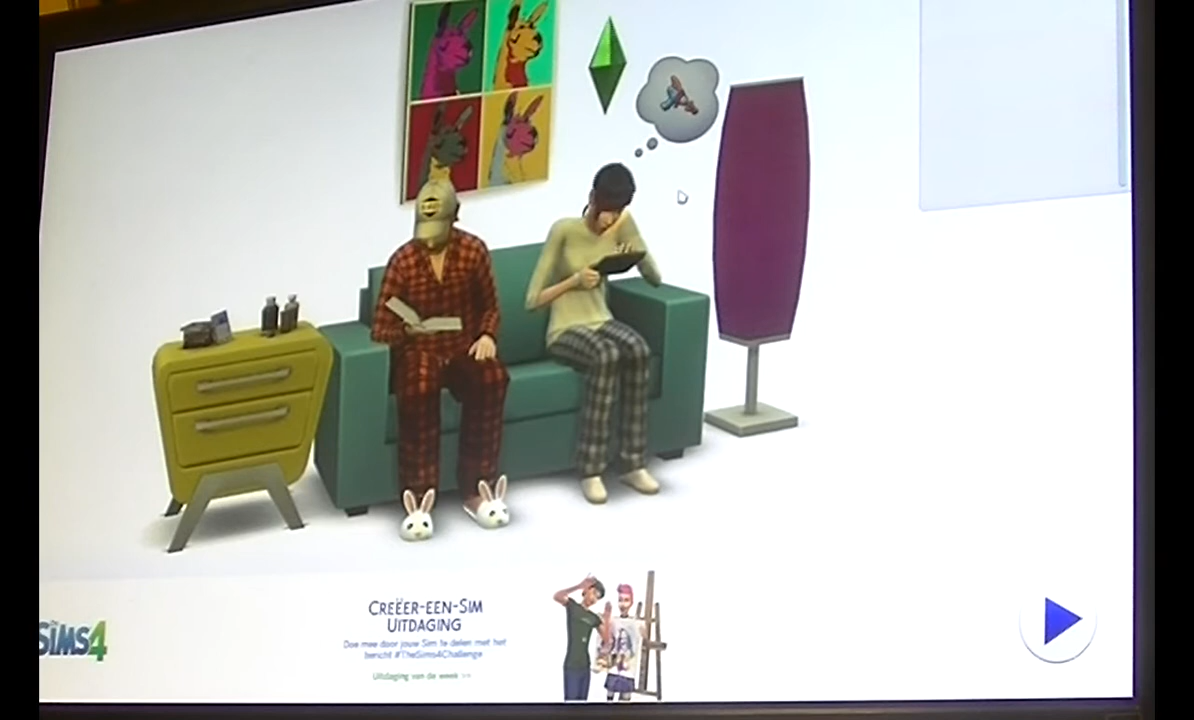 CREËER-EEN-SIM
UITDAGING
Doe mee door jouw Sim te delen met het
bericht #TheSims4Challenge
Uitdaging van de week >>
SIMS4